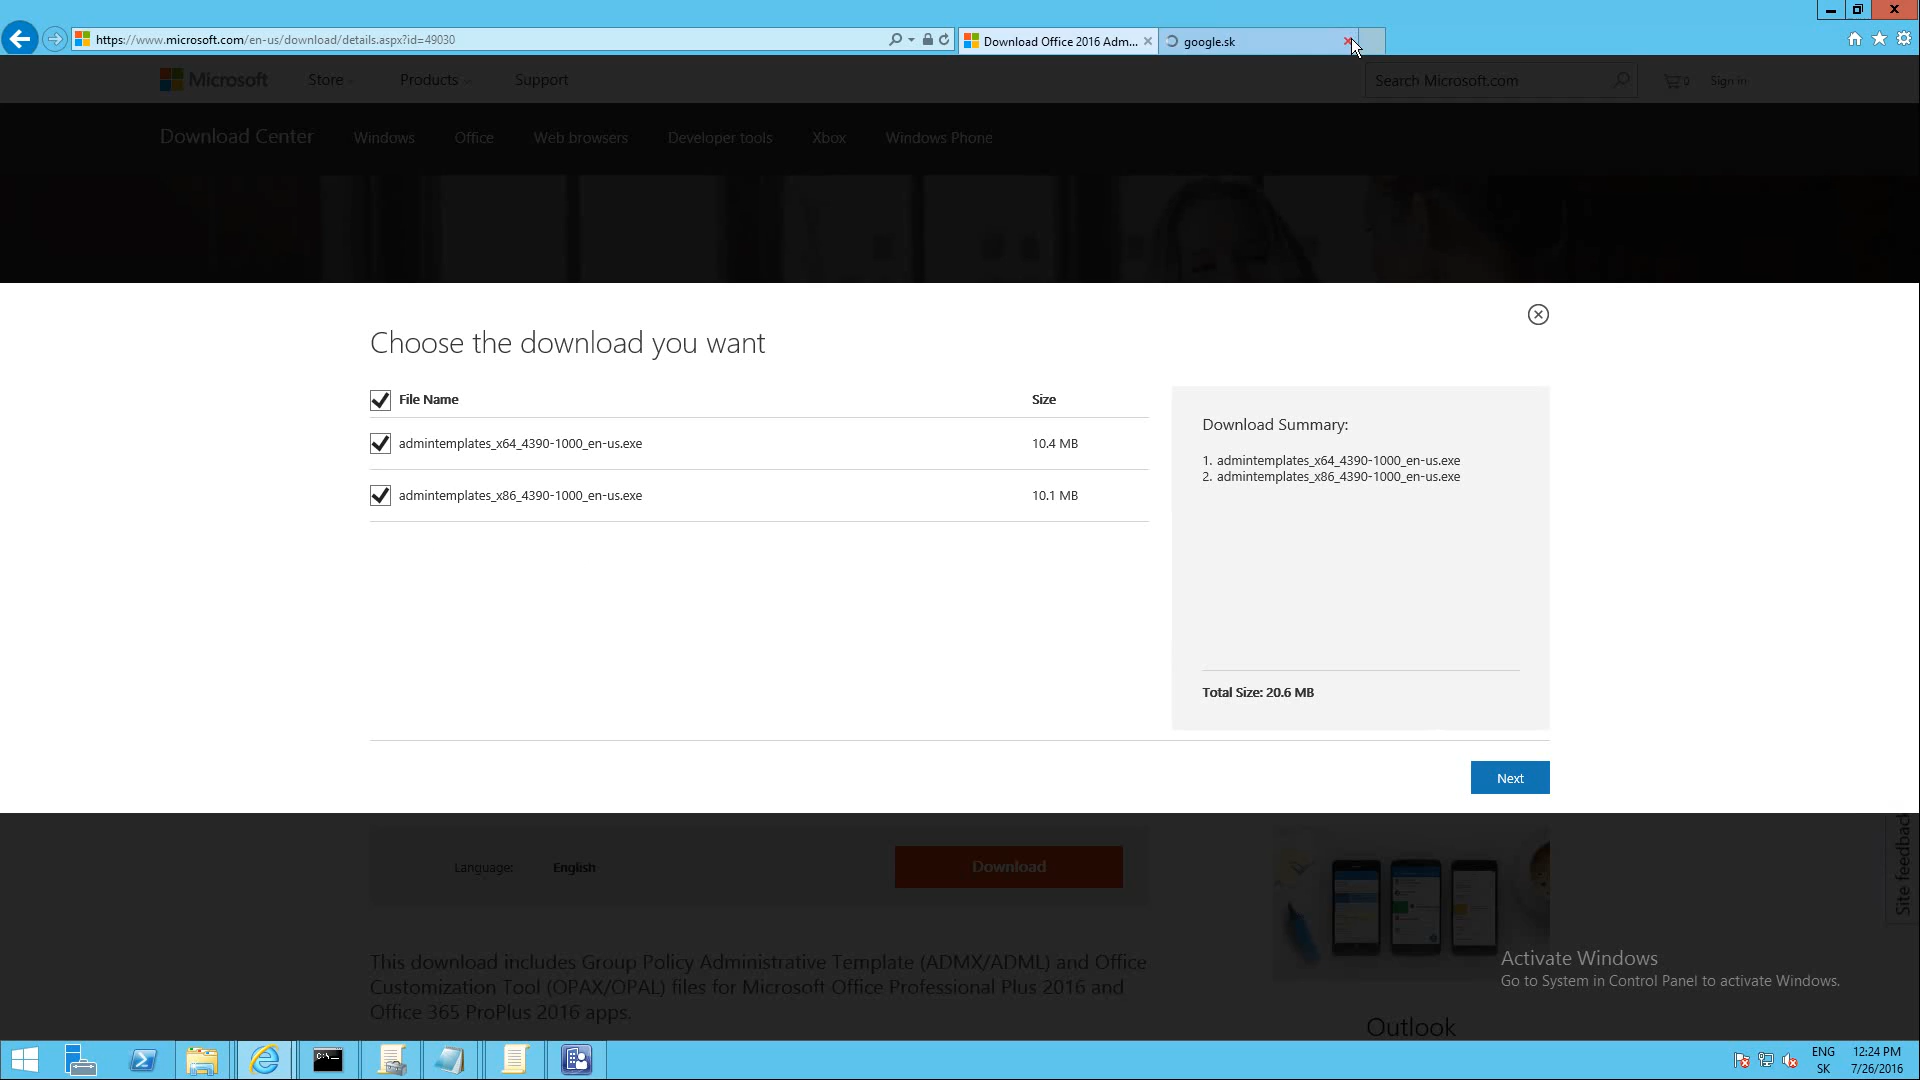 https://www.microsoft.com/en-us/download/details.aspx?id=49030
Download Office 2016 Adm...
google.sk
Microsoft
Store
Products
Support
Search Microsoft.com
0
Sign in
Download Center
Windows
Office
Web browsers
Developer tools
Xbox
Windows Phone
Choose the download you want
File Name
Size
admintemplates_x64_4390-1000_en-us.exe
10.4 MB
admintemplates_x86_4390-1000_en-us.exe
10.1 MB
Download Summary:
1. admintemplates_x64_4390-1000_en-us.exe
2. admintemplates_x86_4390-1000_en-us.exe
Total Size: 20.6 MB
Next
Language:
English
Download
Site feedback
This download includes Group Policy Administrative Template (ADMX/ADML) and Office
Customization Tool (OPAX/OPAL) files for Microsoft Office Professional Plus 2016 and
Office 365 ProPlus 2016 apps.
Activate Windows
Go to System in Control Panel to activate Windows.
Outlook
C:\
ENG
SK
12:24 PM
7/26/2016